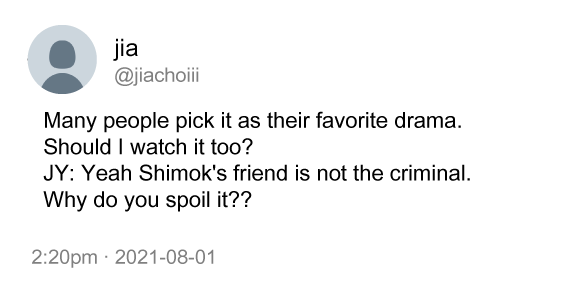 jia
@jiachoiii
Many people pick it as their favorite drama.
Should I watch it too?
JY: Yeah Shimok's friend is not the criminal.
Why do you spoil it??
2:20pm · 2021-08-01